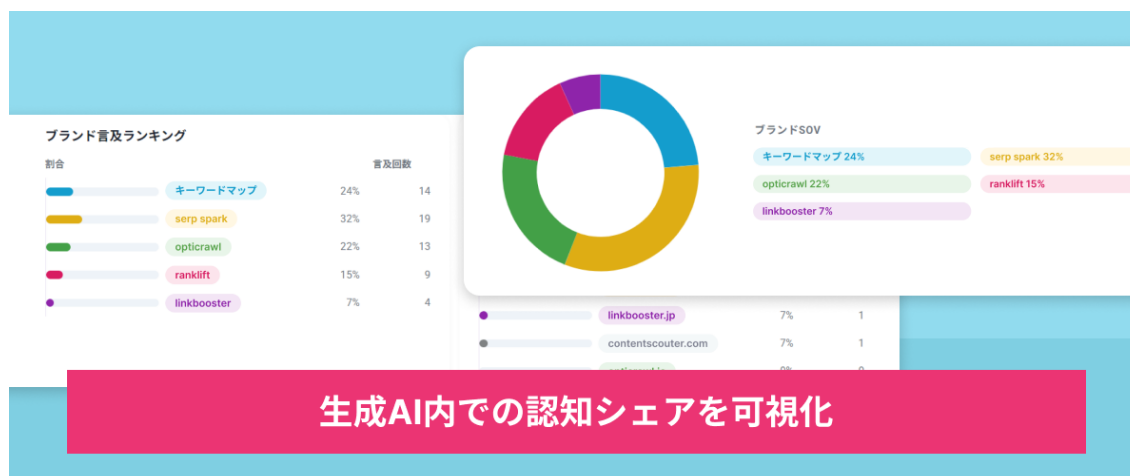 ブランド言及ランキング
割合 言及回数
キーワードマップ 24% 14
serp spark 32% 19
opticrawl 22% 13
ranklift 15% 9
linkbooster 7% 4
ブランドSOV
キーワードマップ 24% serp spark 32%
opticrawl 22% ranklift 15%
linkbooster 7%
linkbooster.jp 7% 1
contentscouter.com 7% 1
生成AI内での認知シェアを可視化